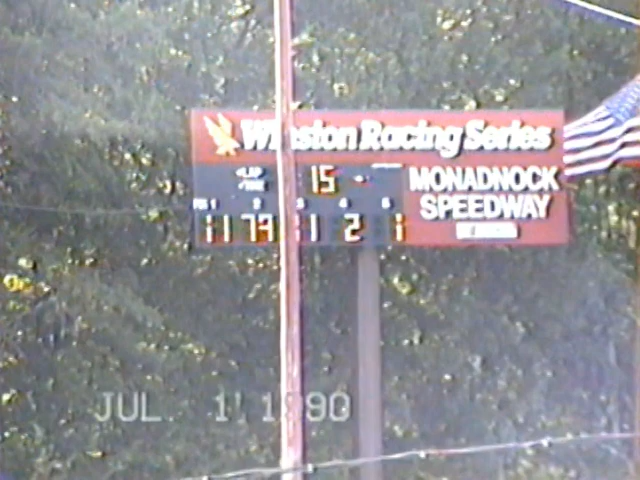 Winston Racing Series
LAP 15
MONADNOCK
SPEEDWAY
1 2 3 4 5
11 79 11 2 1
JUL. 1 1990